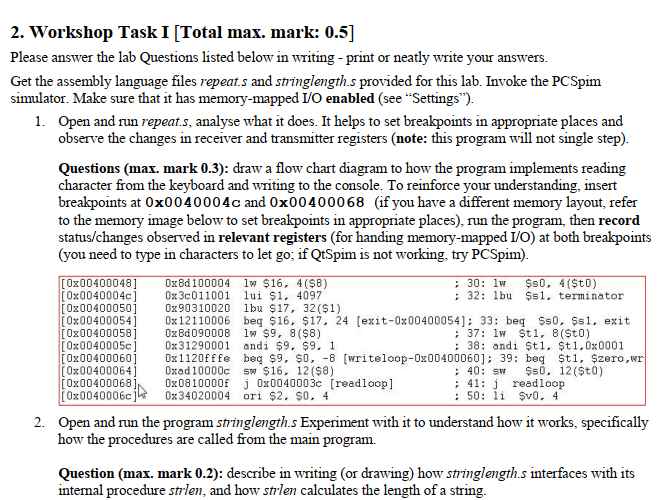 2. Workshop Task I [Total max. mark: 0.5]
Please answer the lab Questions listed below in writing - print or neatly write your answers.
Get the assembly language files repeat.s and stringlength.s provided for this lab. Invoke the PCSpim
simulator. Make sure that it has memory-mapped I/O enabled (see “Settings”).
1. Open and run repeat.s, analyse what it does. It helps to set breakpoints in appropriate places and
observe the changes in receiver and transmitter registers (note: this program will not single step).
Questions (max. mark 0.3): draw a flow chart diagram to how the program implements reading
character from the keyboard and writing to the console. To reinforce your understanding, insert
breakpoints at 0x0040004c and 0x00400068 (if you have a different memory layout, refer
to the memory image below to set breakpoints in appropriate places), run the program, then record
status/changes observed in relevant registers (for handing memory-mapped I/O) at both breakpoints
(you need to type in characters to let go; if QtSpim is not working, try PCSpim).
[0x00400048] 0x8d100004 lw $16, 4($8) ; 30: lw $s0, 4($t0)
[0x0040004c] 0x3c011001 lui $1, 4097 ; 32: lbu $s1, terminator
[0x00400050] 0x90310020 lbu $17, 32($1)
[0x00400054] 0x12110006 beq $16, $17, 24 [exit-0x00400054]; 33: beq $s0, $s1, exit
[0x00400058] 0x8d090008 lw $9, 8($8) ; 37: lw $t1, 8($t0)
[0x0040005c] 0x31290001 andi $9, $9, 1 ; 38: andi $t1, $t1,0x0001
[0x00400060] 0x1120fffe beq $9, $0, -8 [writeloop-0x00400060]; 39: beq $t1, $zero,wr
[0x00400064] 0xad10000c sw $16, 12($8) ; 40: sw $s0, 12($t0)
[0x00400068] 0x0810000f j 0x0040003c [readloop] ; 41: j readloop
[0x0040006c] 0x34020004 ori $2, $0, 4 ; 50: li $v0, 4
2. Open and run the program stringlength.s Experiment with it to understand how it works, specifically
how the procedures are called from the main program.
Question (max. mark 0.2): describe in writing (or drawing) how stringlength.s interfaces with its
internal procedure strlen, and how strlen calculates the length of a string.